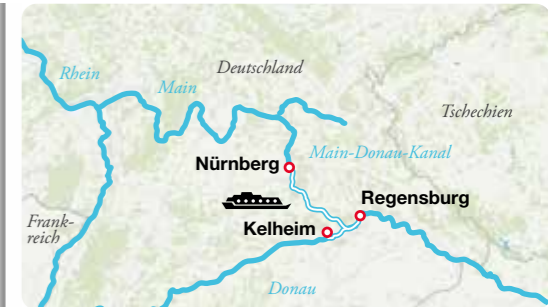 Deutschland
Rhein
Main
Tschechien
Main-Donau-Kanal
Nürnberg
Regensburg
Frank-
reich
Kelheim
Donau